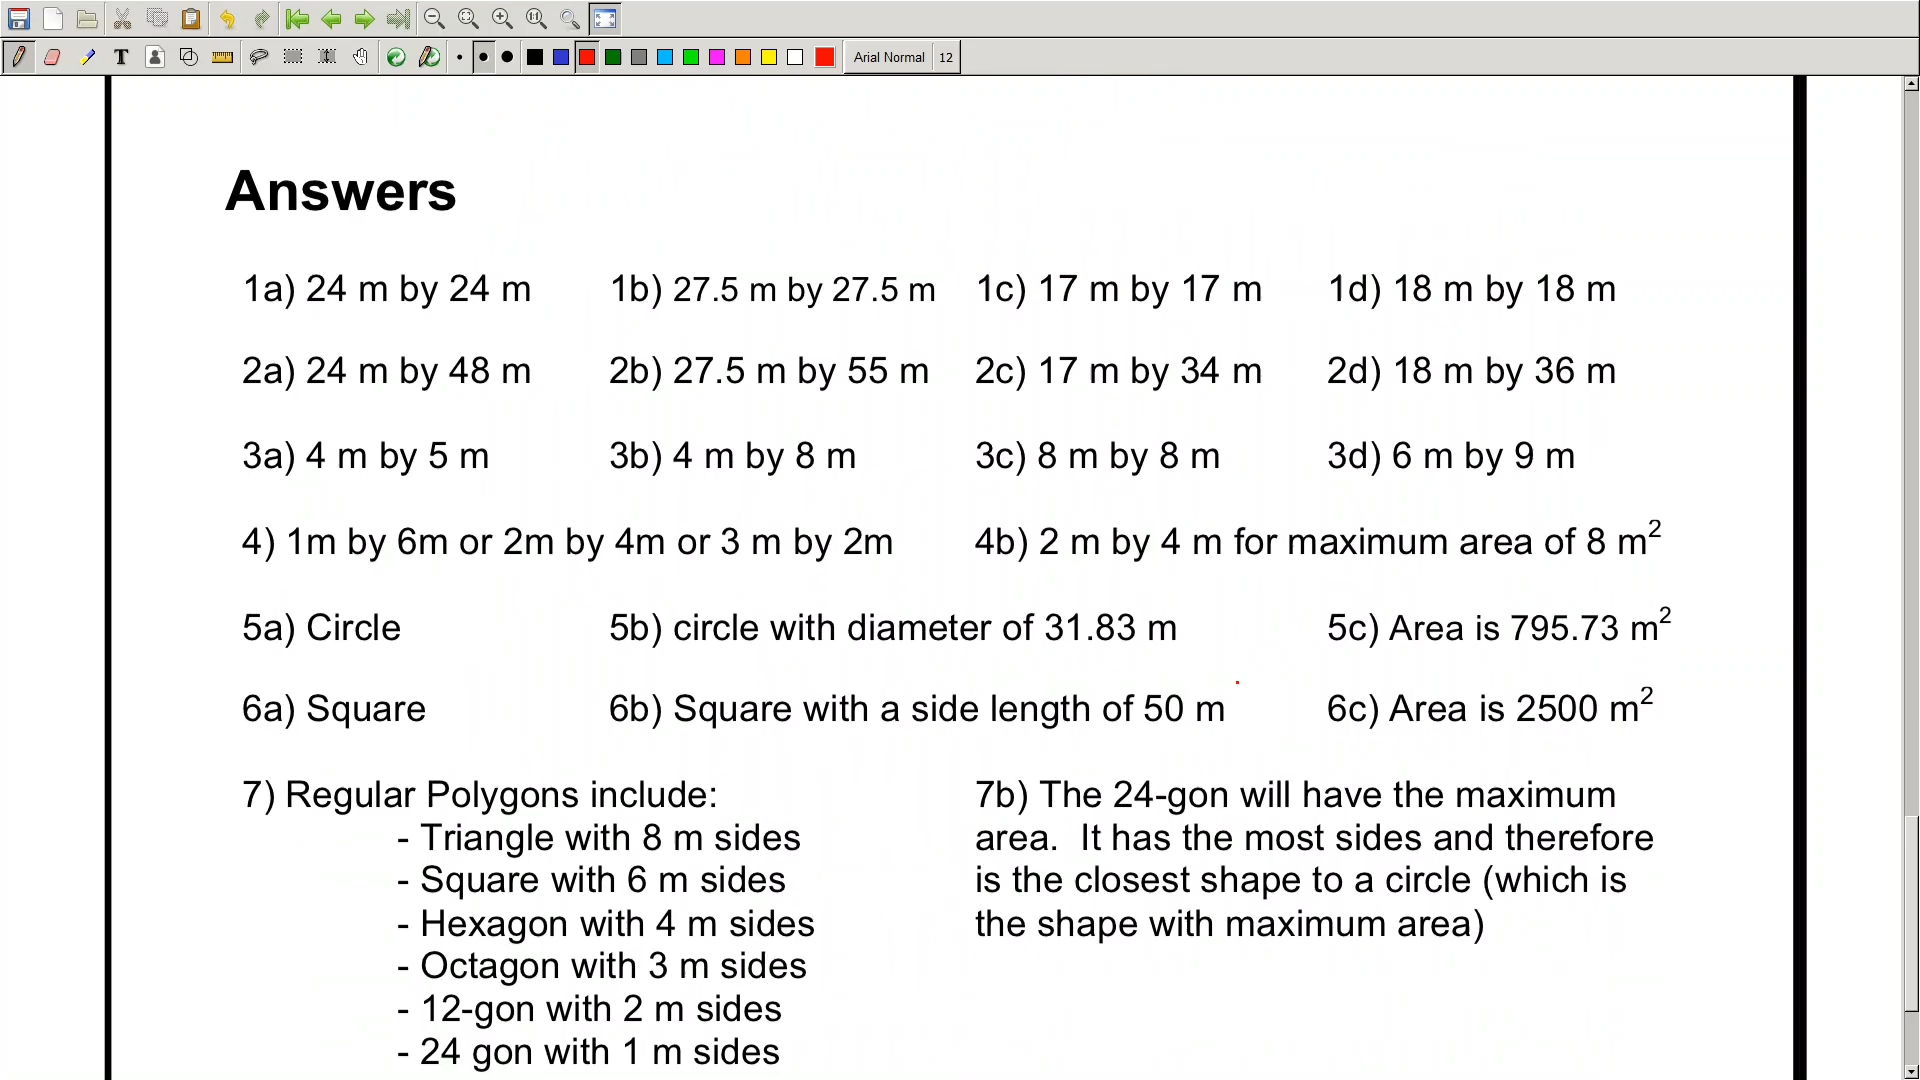 Arial Normal 12
Answers
1a) 24 m by 24 m 1b) 27.5 m by 27.5 m 1c) 17 m by 17 m 1d) 18 m by 18 m
2a) 24 m by 48 m 2b) 27.5 m by 55 m 2c) 17 m by 34 m 2d) 18 m by 36 m
3a) 4 m by 5 m 3b) 4 m by 8 m 3c) 8 m by 8 m 3d) 6 m by 9 m
4) 1m by 6m or 2m by 4m or 3 m by 2m 4b) 2 m by 4 m for maximum area of 8 m²
5a) Circle 5b) circle with diameter of 31.83 m 5c) Area is 795.73 m²
6a) Square 6b) Square with a side length of 50 m 6c) Area is 2500 m²
7) Regular Polygons include:
- Triangle with 8 m sides
- Square with 6 m sides
- Hexagon with 4 m sides
- Octagon with 3 m sides
- 12-gon with 2 m sides
- 24 gon with 1 m sides
7b) The 24-gon will have the maximum
area. It has the most sides and therefore
is the closest shape to a circle (which is
the shape with maximum area)